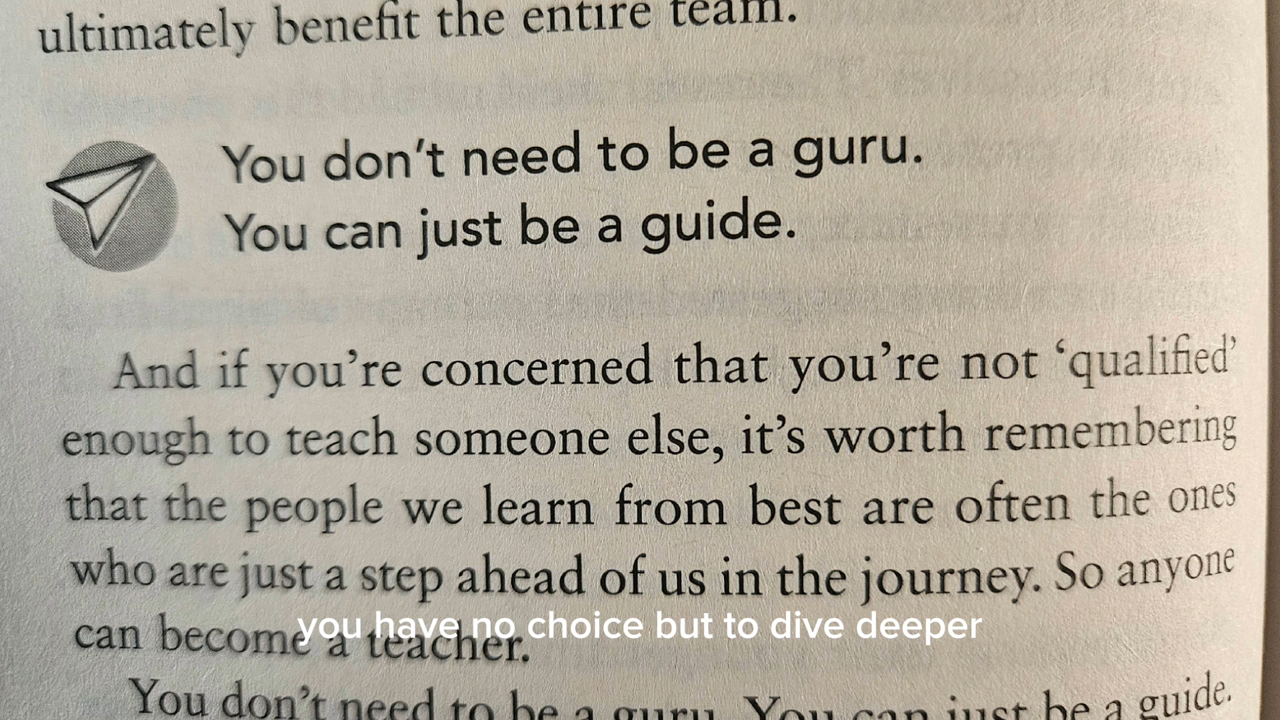 ultimately benefit the entire team.
You don't need to be a guru.
You can just be a guide.
And if you're concerned that you're not ‘qualified’
enough to teach someone else, it's worth remembering
that the people we learn from best are often the ones
who are just a step ahead of us in the journey. So anyone
can become a teacher.
you have no choice but to dive deeper
You don't need to be a guru. You can just be a guide.